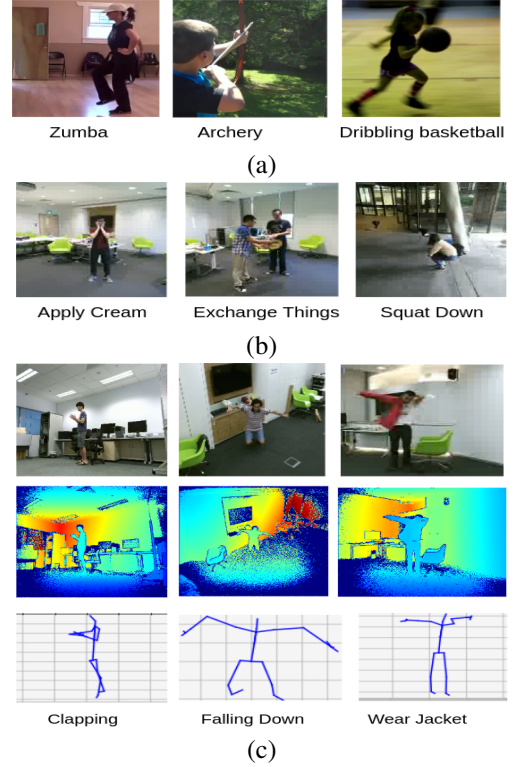 Zumba Archery Dribbling basketball
(a)
Apply Cream Exchange Things Squat Down
(b)
Clapping Falling Down Wear Jacket
(c)